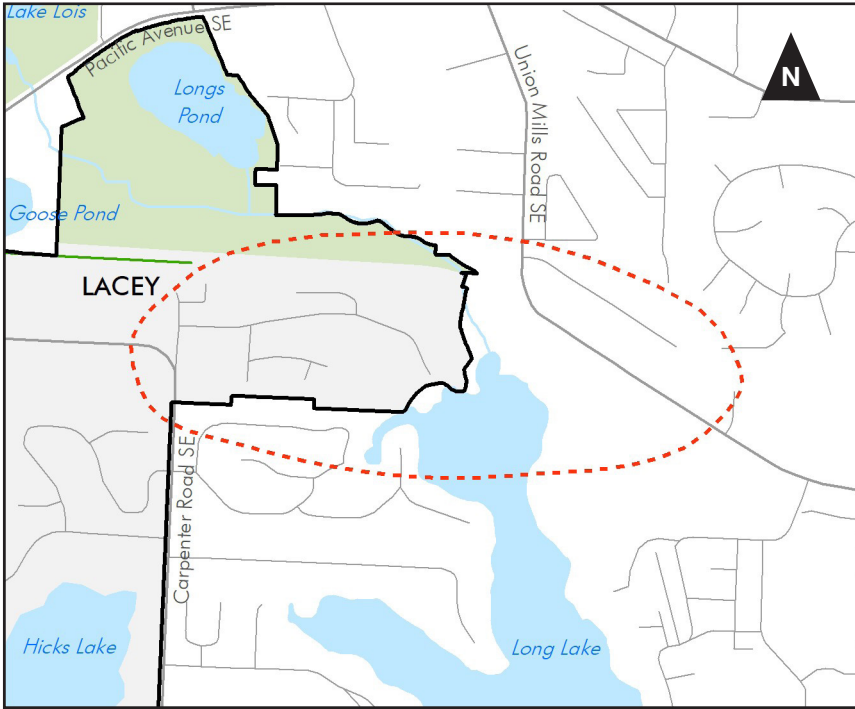 Lake Lois
Pacific Avenue SE
Longs
Pond
Union Mills Road SE
N
Goose Pond
LACEY
Carpenter Road SE
Hicks Lake
Long Lake